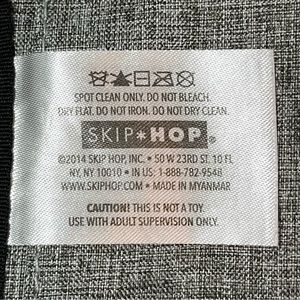 SPOT CLEAN ONLY. DO NOT BLEACH.
DRY FLAT. DO NOT IRON. DO NOT DRY CLEAN.
SKIP*HOP®
©2014 SKIP HOP, INC. • 50 W 23RD ST. 10 FL
NY, NY 10010 • IN US: 1-888-782-9548
WWW.SKIPHOP.COM • MADE IN MYANMAR
CAUTION! THIS IS NOT A TOY.
USE WITH ADULT SUPERVISION ONLY.